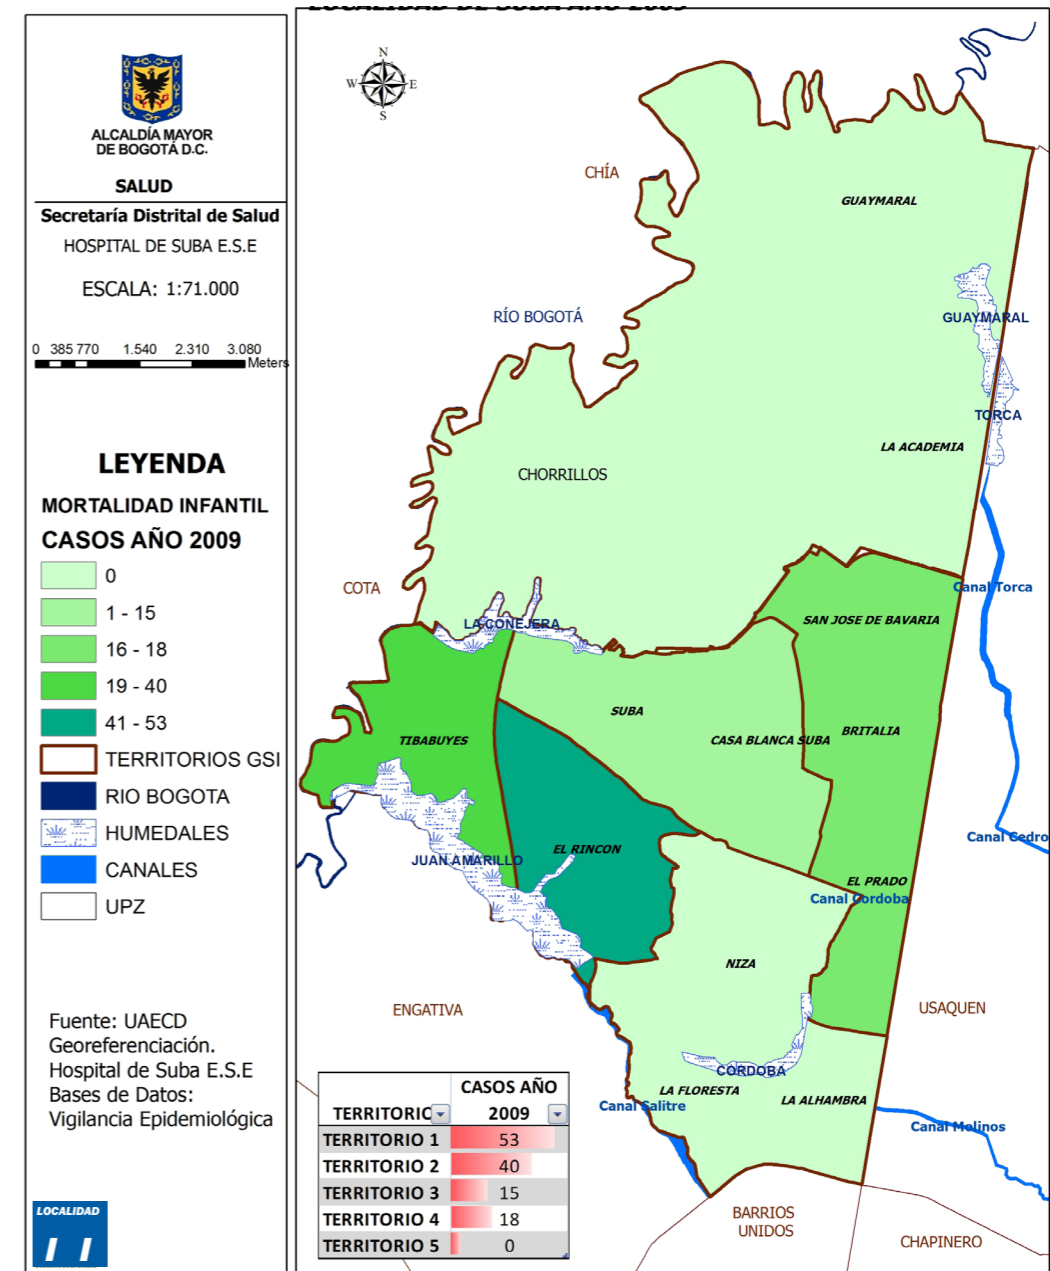 LOCALIDAD DE SUBA AÑO 2009
ALCALDÍA MAYOR
DE BOGOTÁ D.C.
SALUD
Secretaría Distrital de Salud
HOSPITAL DE SUBA E.S.E
ESCALA: 1:71.000
0 385 770 1.540 2.310 3.080
Meters
LEYENDA
MORTALIDAD INFANTIL
CASOS AÑO 2009
0
1 - 15
16 - 18
19 - 40
41 - 53
TERRITORIOS GSI
RIO BOGOTA
HUMEDALES
CANALES
UPZ
Fuente: UAECD
Georeferenciación.
Hospital de Suba E.S.E
Bases de Datos:
Vigilancia Epidemiológica
LOCALIDAD
11
N
W E
S
CHÍA
GUAYMARAL
RÍO BOGOTÁ
GUAYMARAL
TORCA
LA ACADEMIA
CHORRILLOS
COTA
Canal Torca
LA CONEJERA
SAN JOSE DE BAVARIA
SUBA
TIBABUYES
CASA BLANCA SUBA
BRITALIA
Canal Cedro
EL RINCON
JUAN AMARILLO
EL PRADO
Canal Cordoba
NIZA
ENGATIVA
USAQUEN
CORDOBA
LA FLORESTA
LA ALHAMBRA
Canal Salitre
Canal Molinos
BARRIOS
UNIDOS
CHAPINERO
CASOS AÑO
TERRITORIO 2009
TERRITORIO 1 53
TERRITORIO 2 40
TERRITORIO 3 15
TERRITORIO 4 18
TERRITORIO 5 0